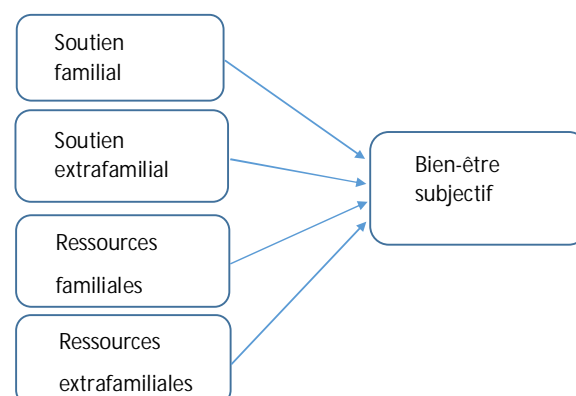 Soutien
familial
Soutien
extrafamilial
Ressources
familiales
Ressources
extrafamiliales
Bien-être
subjectif